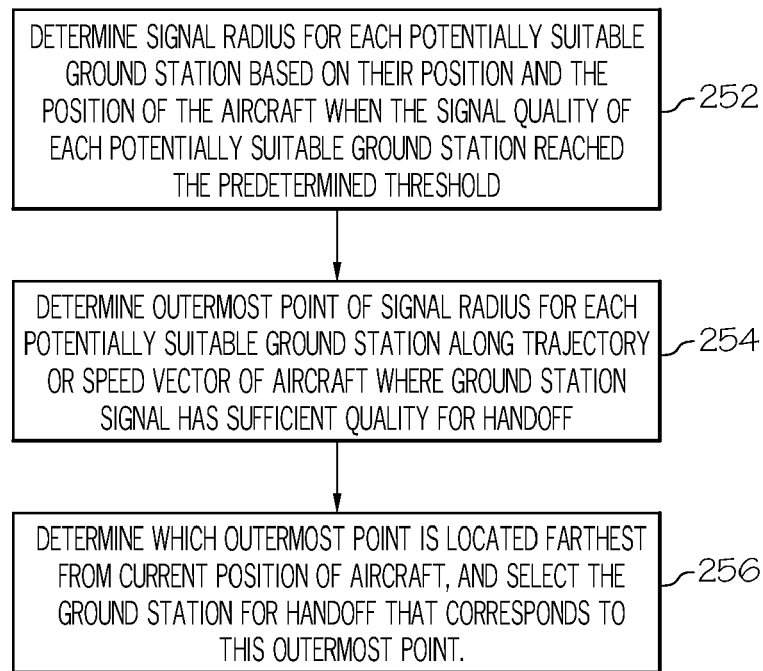 DETERMINE SIGNAL RADIUS FOR EACH POTENTIALLY SUITABLE
GROUND STATION BASED ON THEIR POSITION AND THE
POSITION OF THE AIRCRAFT WHEN THE SIGNAL QUALITY OF
EACH POTENTIALLY SUITABLE GROUND STATION REACHED
THE PREDETERMINED THRESHOLD
252
DETERMINE OUTERMOST POINT OF SIGNAL RADIUS FOR EACH
POTENTIALLY SUITABLE GROUND STATION ALONG TRAJECTORY
OR SPEED VECTOR OF AIRCRAFT WHERE GROUND STATION
SIGNAL HAS SUFFICIENT QUALITY FOR HANDOFF
254
DETERMINE WHICH OUTERMOST POINT IS LOCATED FARTHEST
FROM CURRENT POSITION OF AIRCRAFT, AND SELECT THE
GROUND STATION FOR HANDOFF THAT CORRESPONDS TO
THIS OUTERMOST POINT.
256